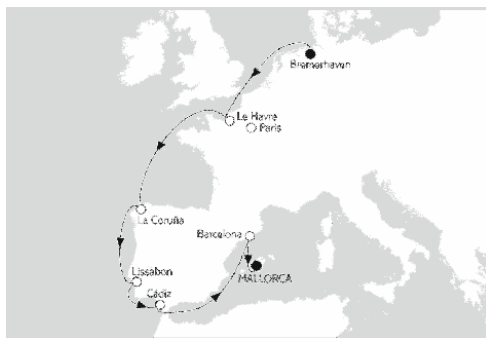 Bremerhaven
Le Havre
Paris
La Coruña
Barcelona
Lissabon
MALLORCA
Cádiz